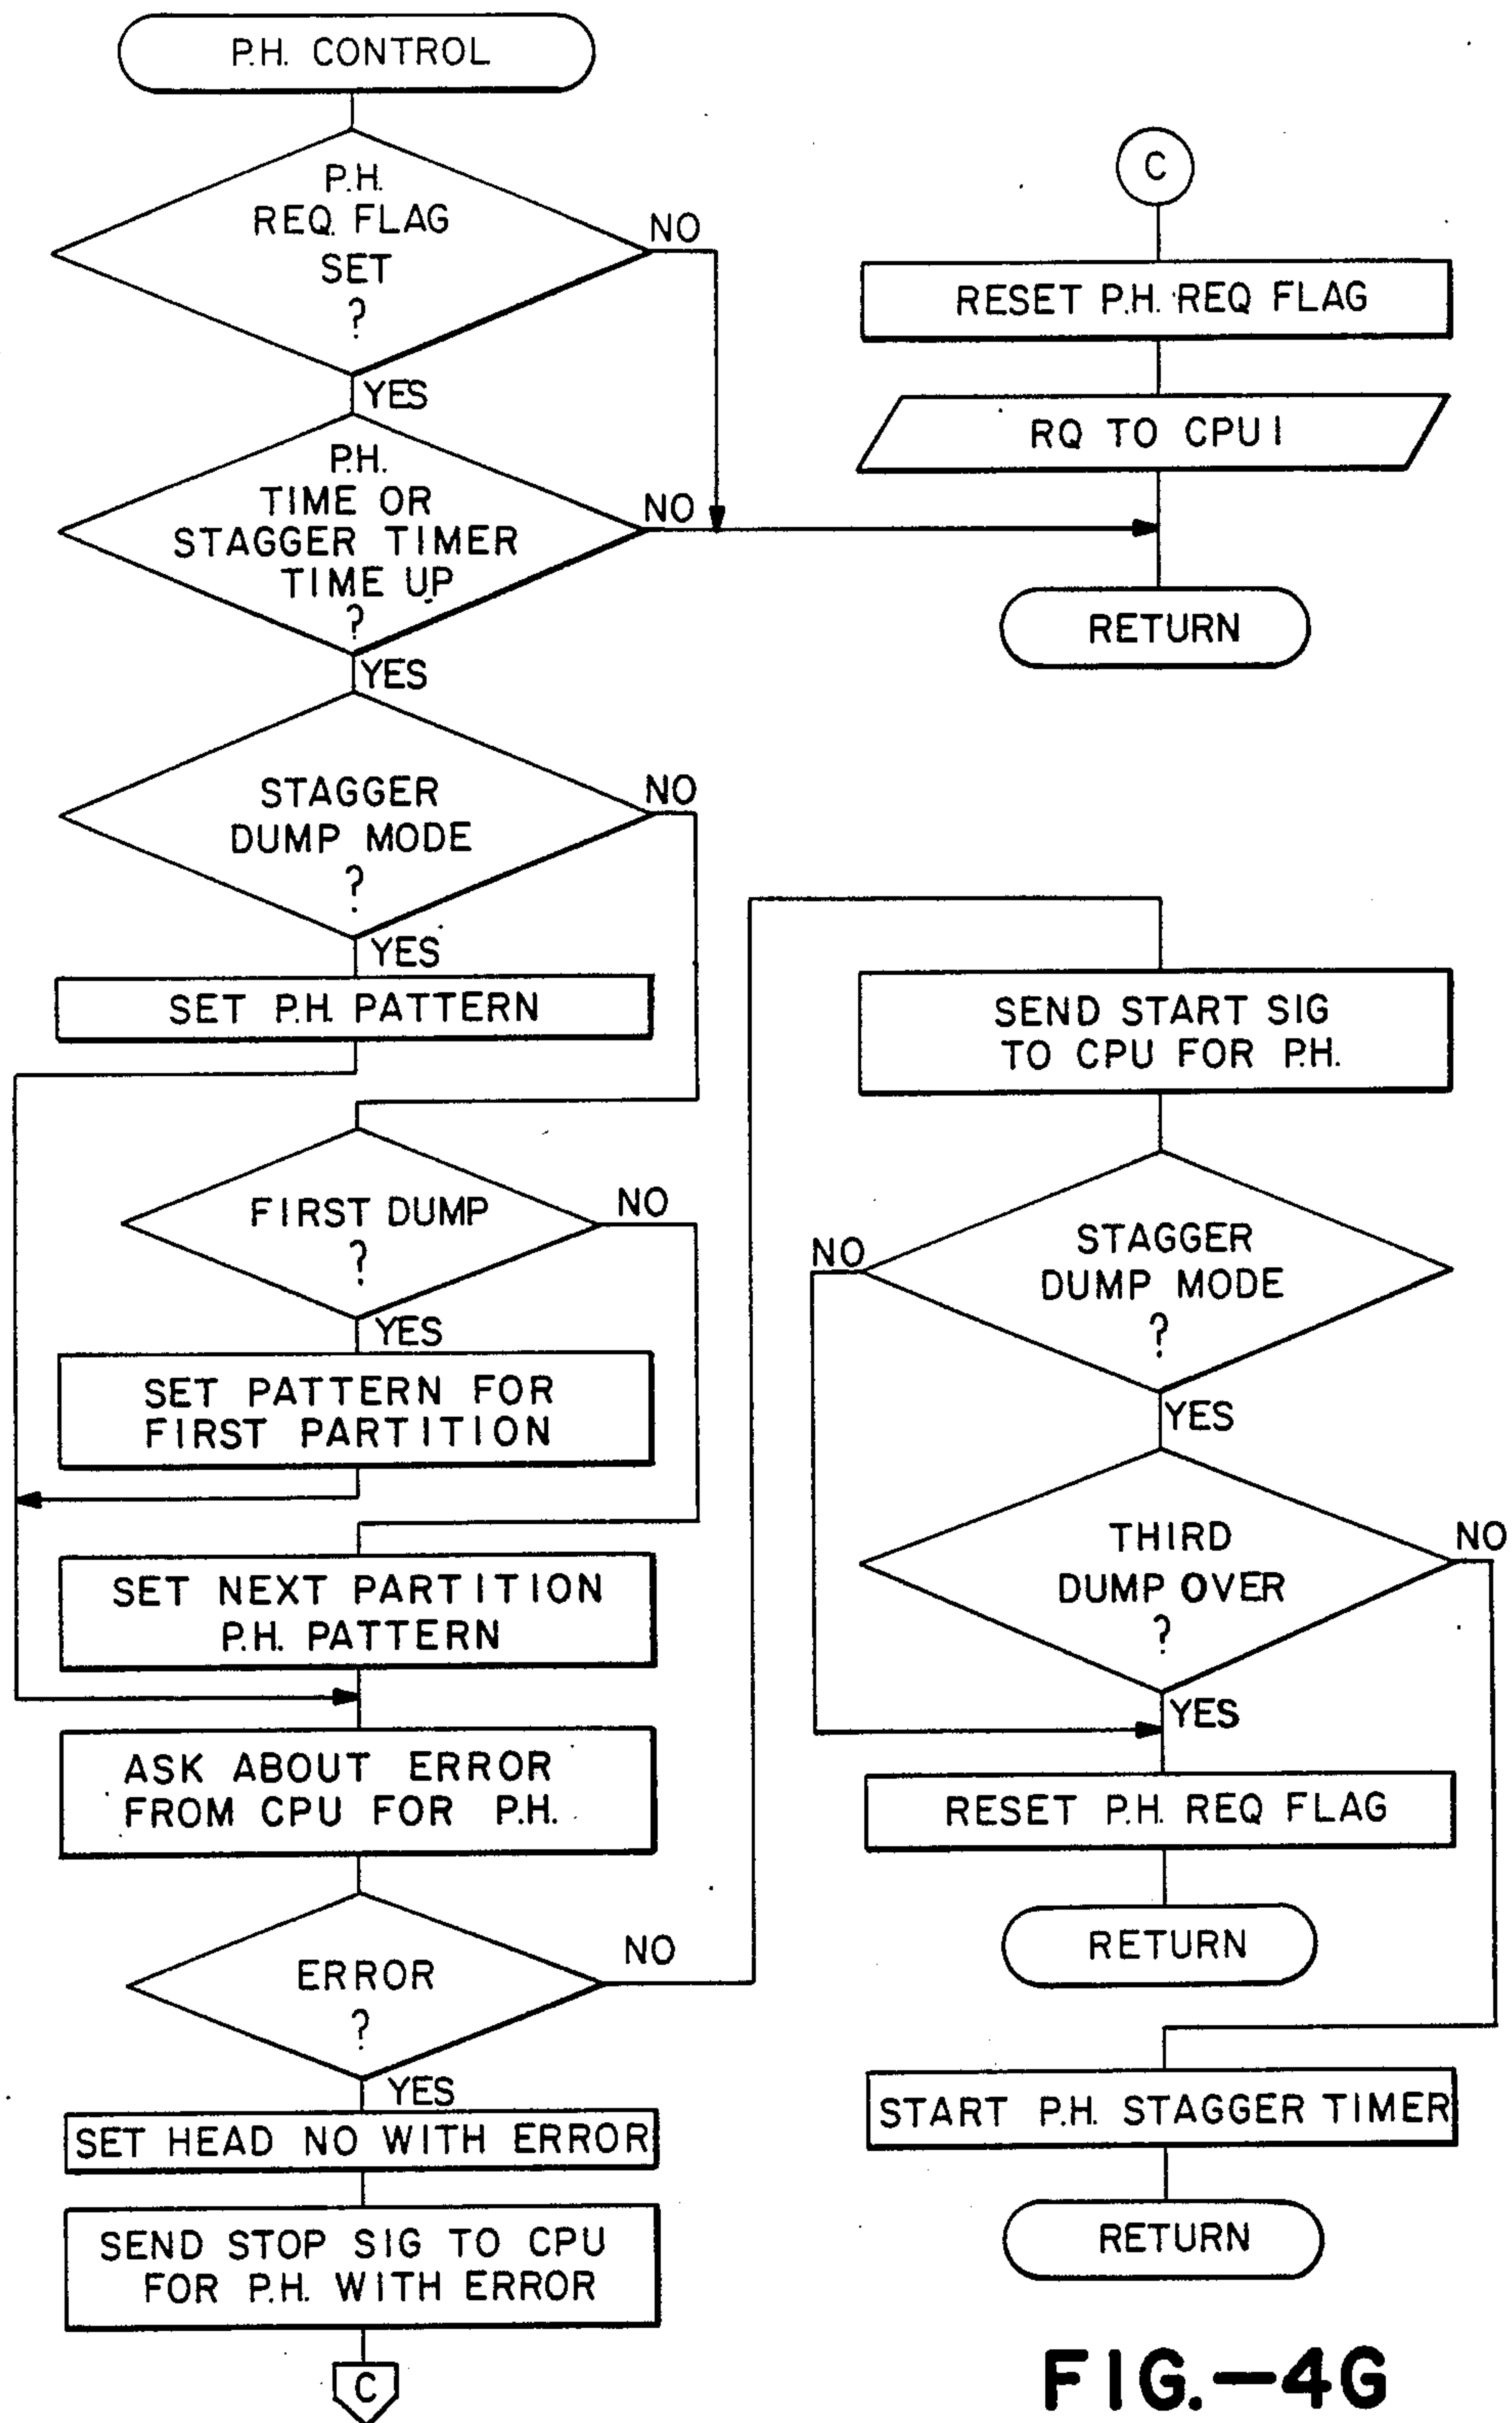 P.H. CONTROL
P.H.
REQ. FLAG
SET
?
NO
YES
P.H.
TIME OR
STAGGER TIMER
TIME UP
?
NO
YES
STAGGER
DUMP MODE
?
NO
YES
SET P.H. PATTERN
FIRST DUMP
?
NO
YES
SET PATTERN FOR
FIRST PARTITION
SET NEXT PARTITION
P.H. PATTERN
ASK ABOUT ERROR
FROM CPU FOR P.H.
ERROR
?
NO
YES
SET HEAD NO WITH ERROR
SEND STOP SIG TO CPU
FOR P.H. WITH ERROR
C
C
RESET P.H. REQ FLAG
RQ TO CPU I
RETURN
SEND START SIG
TO CPU FOR P.H.
STAGGER
DUMP MODE
?
NO
YES
THIRD
DUMP OVER
?
NO
YES
RESET P.H. REQ FLAG
RETURN
START P.H. STAGGER TIMER
RETURN
FIG.—4G